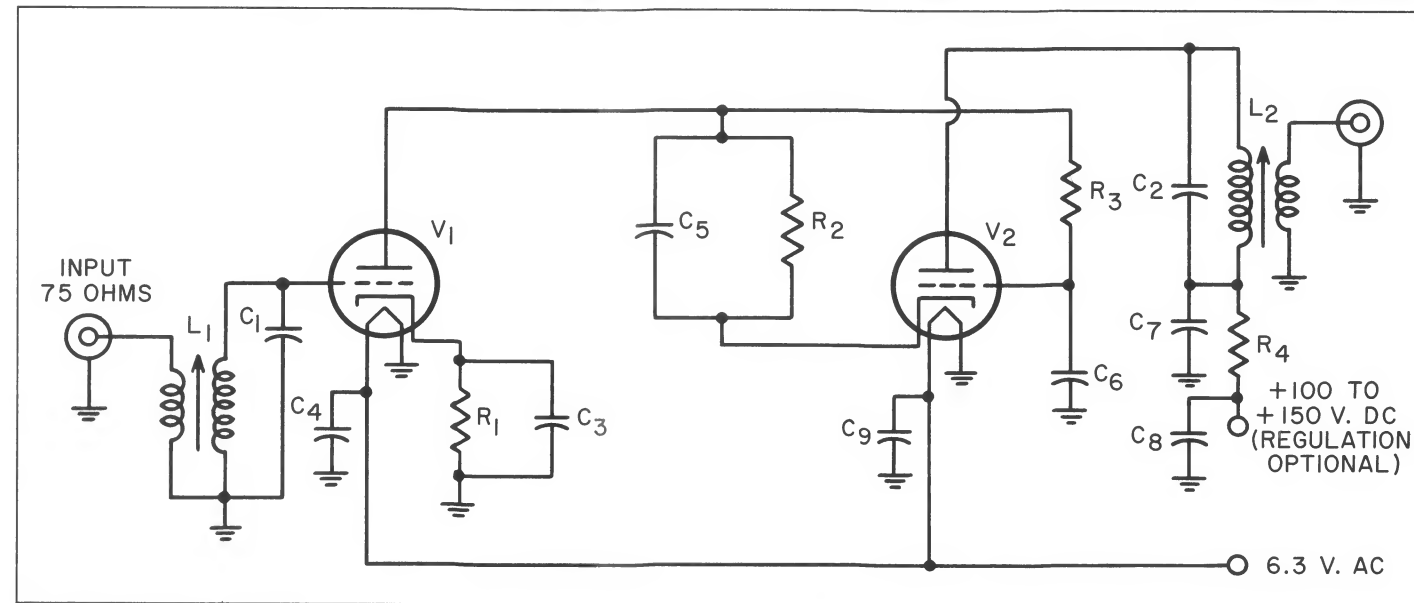 INPUT
75 OHMS
L1
C1
V1
C4
R1
C3
C5
R2
V2
R3
C6
C9
C2
L2
C7
R4
C8
+100 TO
+150 V. DC
(REGULATION
OPTIONAL)
6.3 V. AC